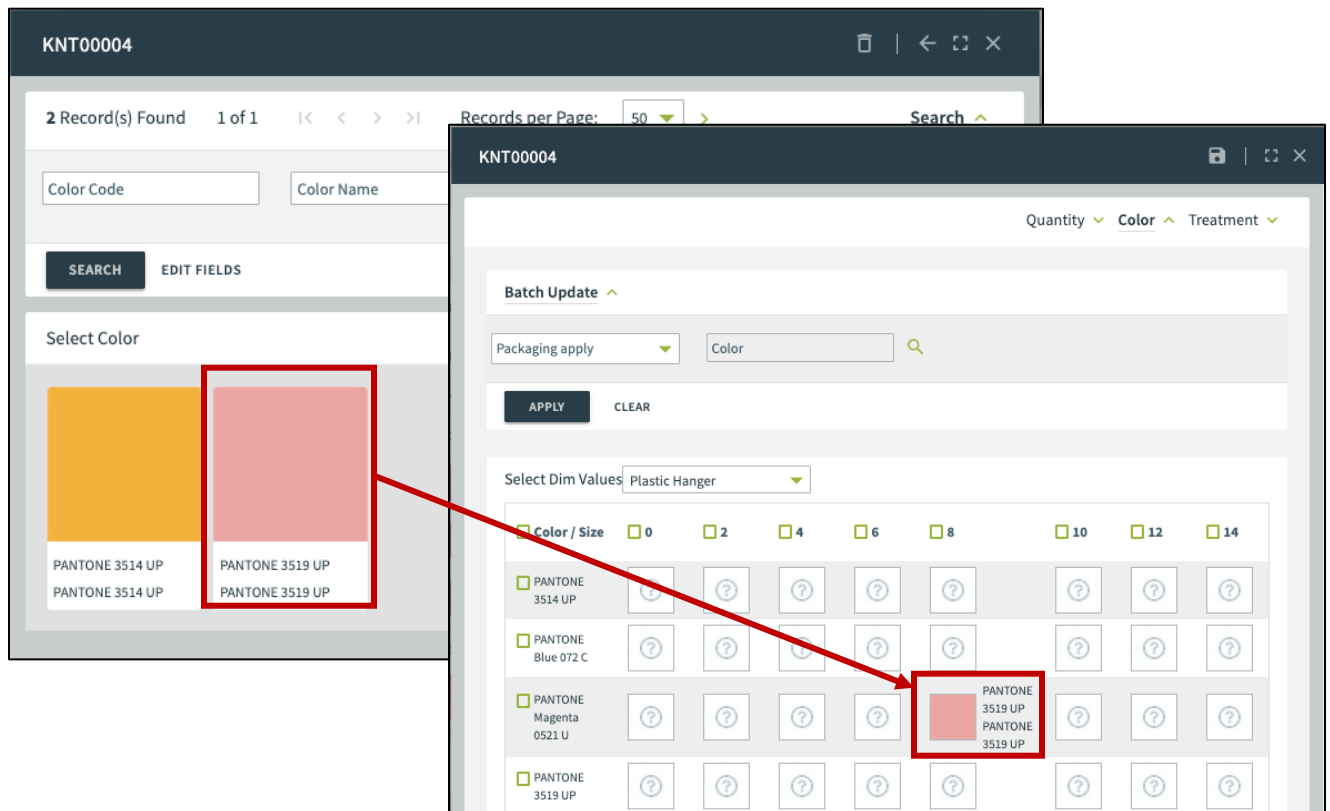 KNT00004
2 Record(s) Found 1 of 1 |< < > >| Records per Page: 50 > Search
Color Code Color Name
SEARCH EDIT FIELDS
Select Color
PANTONE 3514 UP
PANTONE 3514 UP
PANTONE 3519 UP
PANTONE 3519 UP
KNT00004
Quantity Color Treatment
Batch Update
Packaging apply Color
APPLY CLEAR
Select Dim Values Plastic Hanger
Color / Size 0 2 4 6 8 10 12 14
PANTONE
3514 UP
? ? ? ? ? ? ? ?
PANTONE
Blue 072 C
? ? ? ? ? ? ? ?
PANTONE
Magenta
0521 U
? ? ? ?
PANTONE
3519 UP
PANTONE
3519 UP
? ? ?
PANTONE
3519 UP
? ? ? ? ? ? ? ?